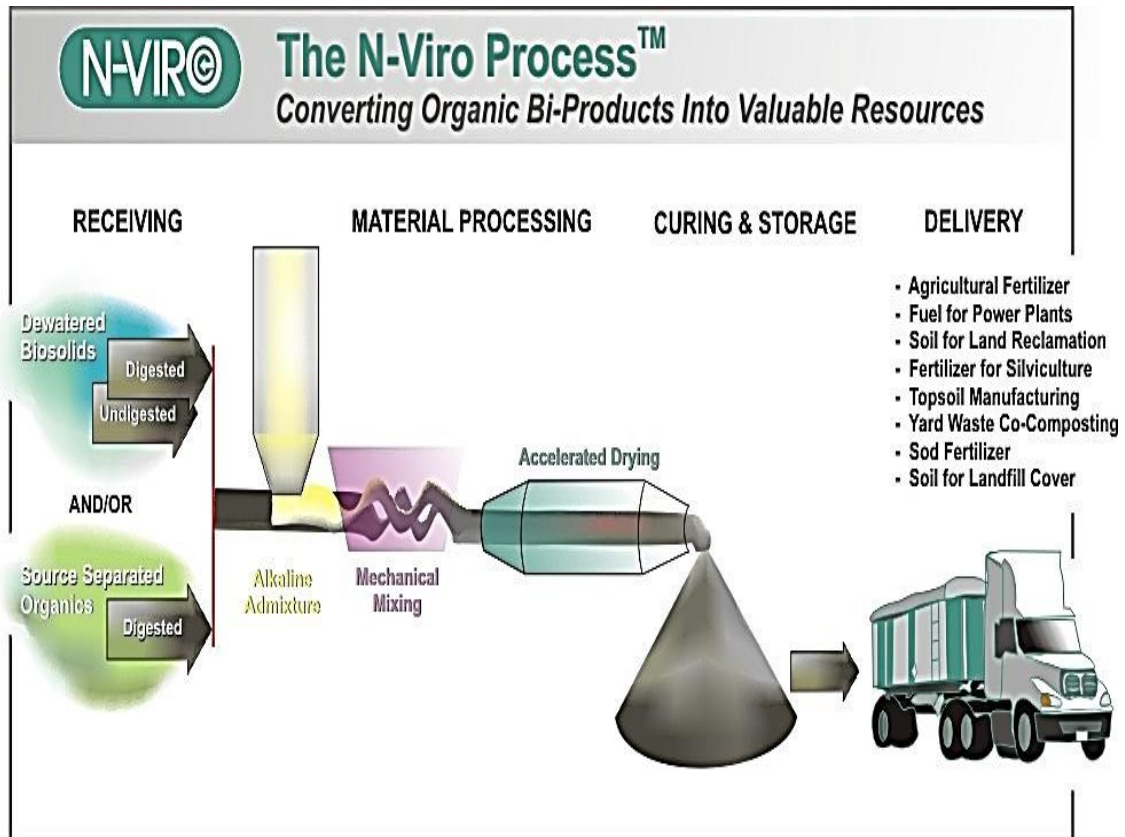 N-VIRO
The N-Viro Process™
Converting Organic Bi-Products Into Valuable Resources
RECEIVING
MATERIAL PROCESSING
CURING & STORAGE
DELIVERY
Dewatered
Biosolids
Digested
Undigested
AND/OR
Source Separated
Organics
Digested
Alkaline
Admixture
Mechanical
Mixing
Accelerated Drying
- Agricultural Fertilizer
- Fuel for Power Plants
- Soil for Land Reclamation
- Fertilizer for Silviculture
- Topsoil Manufacturing
- Yard Waste Co-Composting
- Sod Fertilizer
- Soil for Landfill Cover